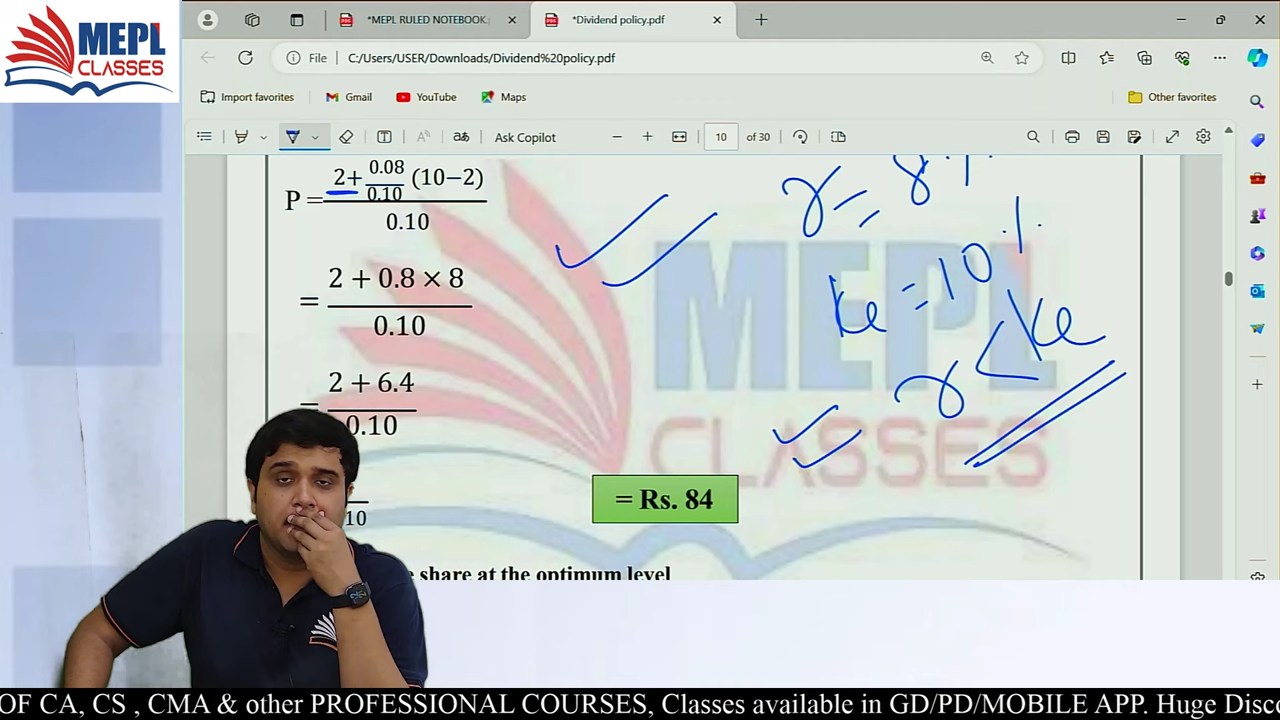 MEPL
CLASSES
*MEPL RULED NOTEBOOK.
*Dividend policy.pdf
File
C:/Users/USER/Downloads/Dividend%20policy.pdf
Import favorites
Gmail
YouTube
Maps
Other favorites
Ask Copilot
10 of 30
P = 2+ 0.08/0.10 (10−2) / 0.10
= 2 + 0.8 × 8 / 0.10
= 2 + 6.4 / 0.10
10
= Rs. 84
share at the optimum level
r = 8%
ke = 10%
r < ke
MEPL
CLASSES
OF CA, CS , CMA & other PROFESSIONAL COURSES, Classes available in GD/PD/MOBILE APP. Huge